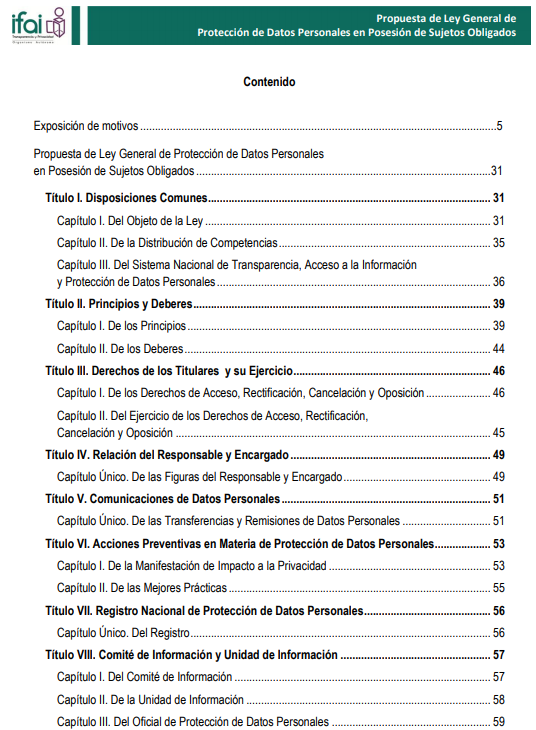 ifai
Transparencia y Privacidad
Organismo Autónomo
Propuesta de Ley General de
Protección de Datos Personales en Posesión de Sujetos Obligados
Contenido
Exposición de motivos ........ 5
Propuesta de Ley General de Protección de Datos Personales
en Posesión de Sujetos Obligados ........ 31
Título I. Disposiciones Comunes ........ 31
Capítulo I. Del Objeto de la Ley ........ 31
Capítulo II. De la Distribución de Competencias ........ 35
Capítulo III. Del Sistema Nacional de Transparencia, Acceso a la Información
y Protección de Datos Personales ........ 36
Título II. Principios y Deberes ........ 39
Capítulo I. De los Principios ........ 39
Capítulo II. De los Deberes ........ 44
Título III. Derechos de los Titulares y su Ejercicio ........ 46
Capítulo I. De los Derechos de Acceso, Rectificación, Cancelación y Oposición ........ 46
Capítulo II. Del Ejercicio de los Derechos de Acceso, Rectificación,
Cancelación y Oposición ........ 45
Título IV. Relación del Responsable y Encargado ........ 49
Capítulo Único. De las Figuras del Responsable y Encargado ........ 49
Título V. Comunicaciones de Datos Personales ........ 51
Capítulo Único. De las Transferencias y Remisiones de Datos Personales ........ 51
Título VI. Acciones Preventivas en Materia de Protección de Datos Personales ........ 53
Capítulo I. De la Manifestación de Impacto a la Privacidad ........ 53
Capítulo II. De las Mejores Prácticas ........ 55
Título VII. Registro Nacional de Protección de Datos Personales ........ 56
Capítulo Único. Del Registro ........ 56
Título VIII. Comité de Información y Unidad de Información ........ 57
Capítulo I. Del Comité de Información ........ 57
Capítulo II. De la Unidad de Información ........ 58
Capítulo III. Del Oficial de Protección de Datos Personales ........ 59